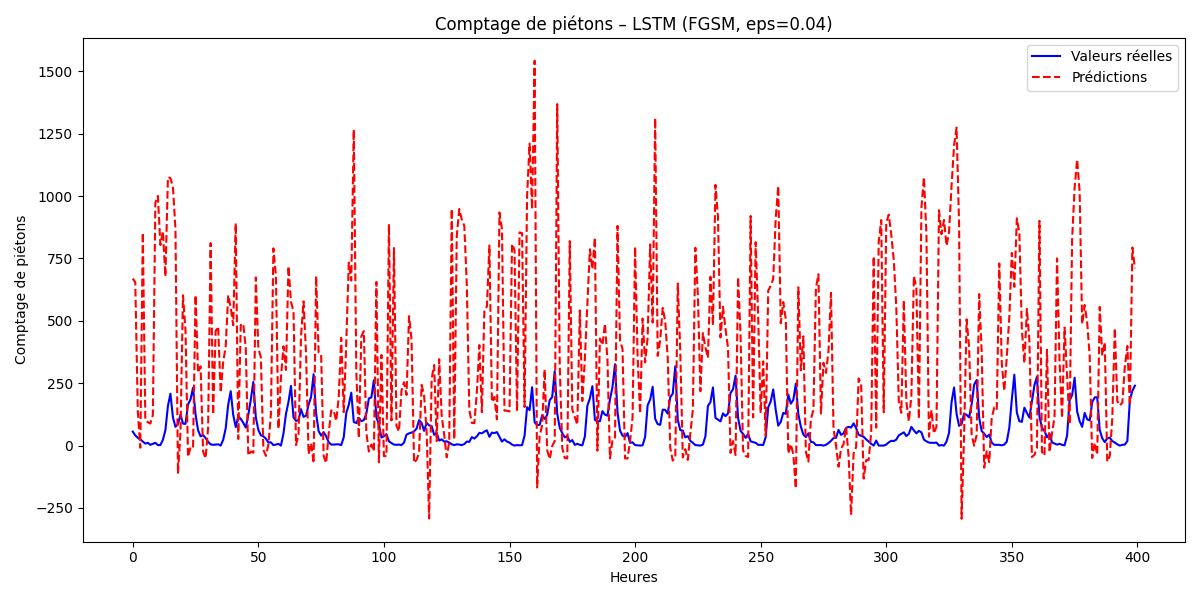 Comptage de piétons – LSTM (FGSM, eps=0.04)
Valeurs réelles
Prédictions
Comptage de piétons
1500
1250
1000
750
500
250
0
−250
0 50 100 150 200 250 300 350 400
Heures